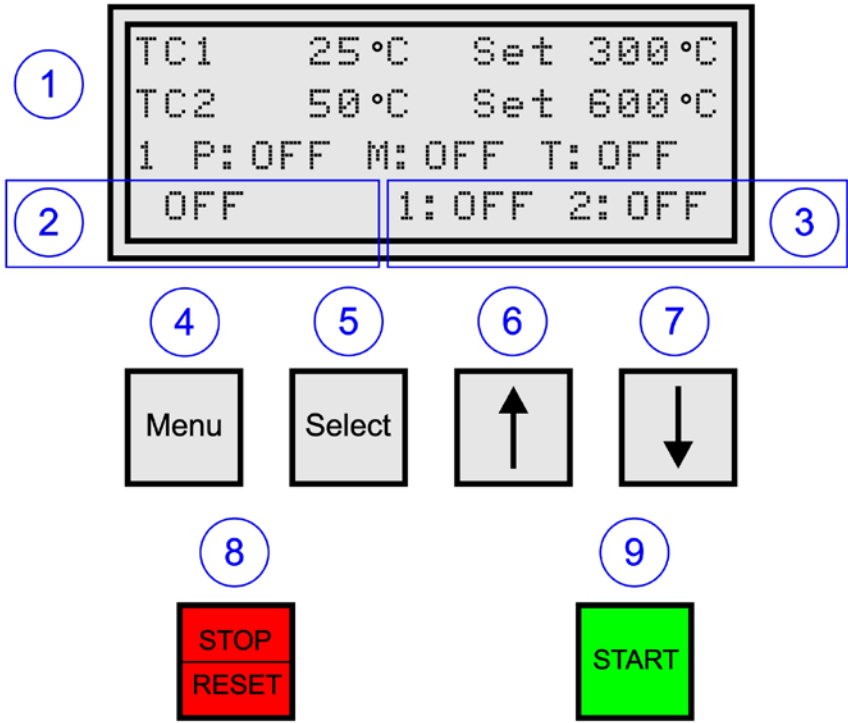 TC1 25°C Set 300°C
1
TC2 50°C Set 600°C
1 P:OFF M:OFF T:OFF
2 OFF 1:OFF 2:OFF 3
4 5 6 7
Menu Select ↑ ↓
8 9
STOP
RESET
START